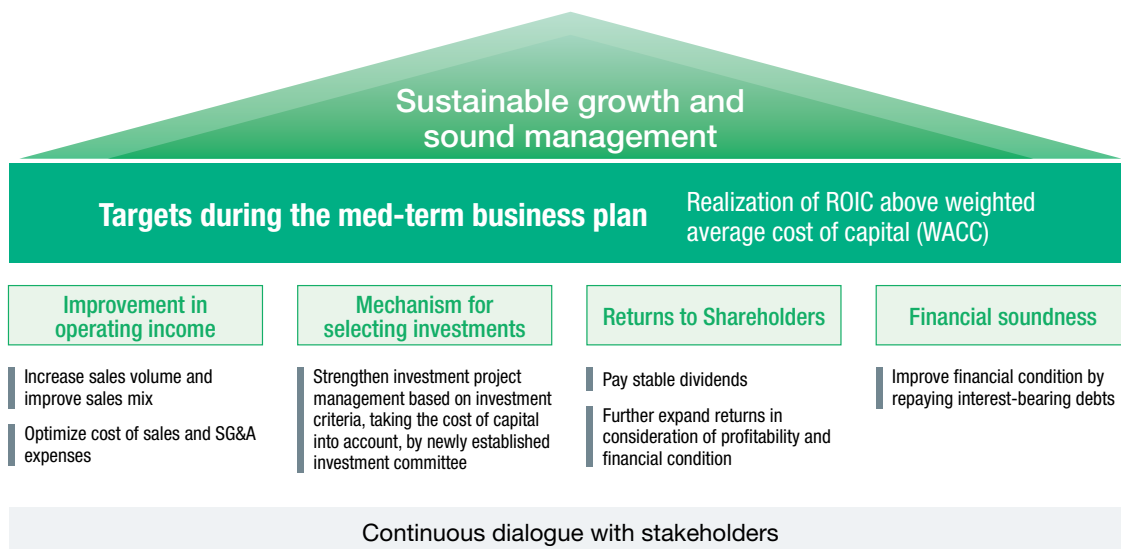 Sustainable growth and
sound management
Targets during the med-term business plan
Realization of ROIC above weighted
average cost of capital (WACC)
Improvement in
operating income
Increase sales volume and
improve sales mix
Optimize cost of sales and SG&A
expenses
Mechanism for
selecting investments
Strengthen investment project
management based on investment
criteria, taking the cost of capital
into account, by newly established
investment committee
Returns to Shareholders
Pay stable dividends
Further expand returns in
consideration of profitability and
financial condition
Financial soundness
Improve financial condition by
repaying interest-bearing debts
Continuous dialogue with stakeholders